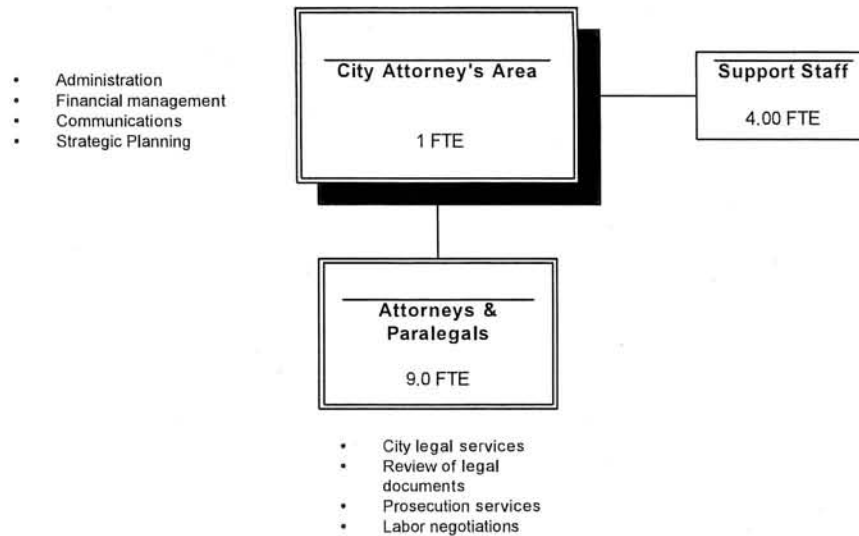 City Attorney's Area
1 FTE
Support Staff
4.00 FTE
• Administration
• Financial management
• Communications
• Strategic Planning
Attorneys &
Paralegals
9.0 FTE
• City legal services
• Review of legal
documents
• Prosecution services
• Labor negotiations